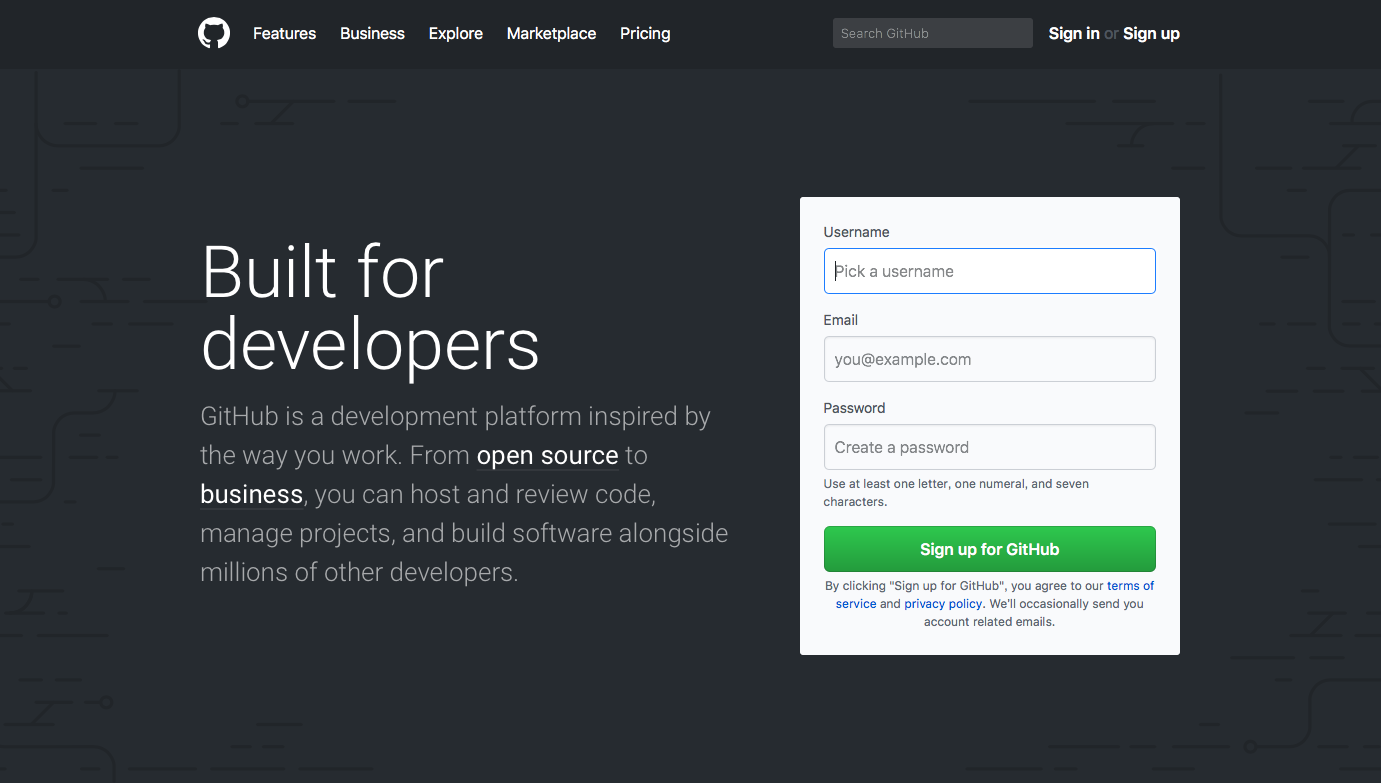 Features Business Explore Marketplace Pricing Search GitHub Sign in or Sign up
Built for
developers
GitHub is a development platform inspired by
the way you work. From open source to
business, you can host and review code,
manage projects, and build software alongside
millions of other developers.
Username
Pick a username
Email
you@example.com
Password
Create a password
Use at least one letter, one numeral, and seven
characters.
Sign up for GitHub
By clicking "Sign up for GitHub", you agree to our terms of
service and privacy policy. We'll occasionally send you
account related emails.